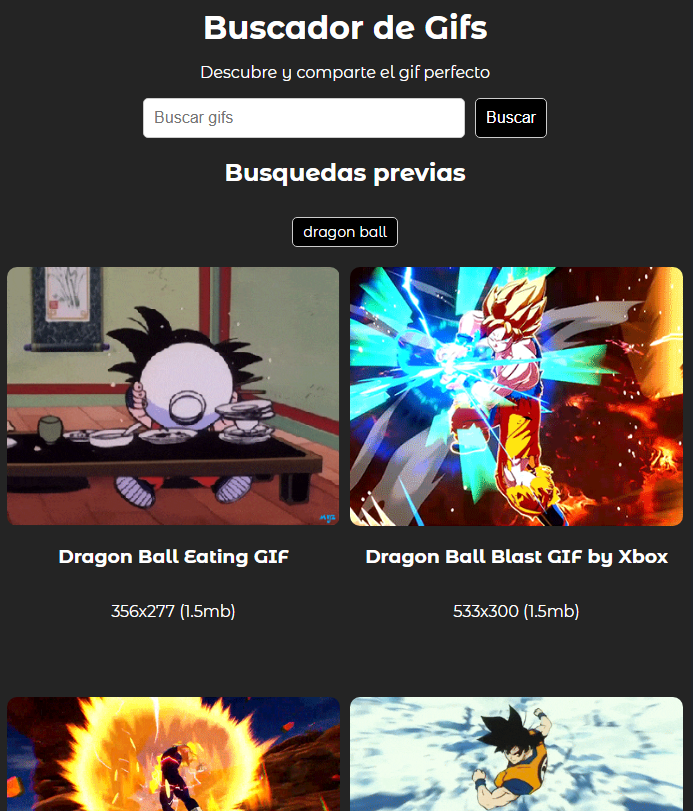 Buscador de Gifs
Descubre y comparte el gif perfecto
Buscar gifs
Buscar
Busquedas previas
dragon ball
Dragon Ball Eating GIF
Dragon Ball Blast GIF by Xbox
356x277 (1.5mb)
533x300 (1.5mb)